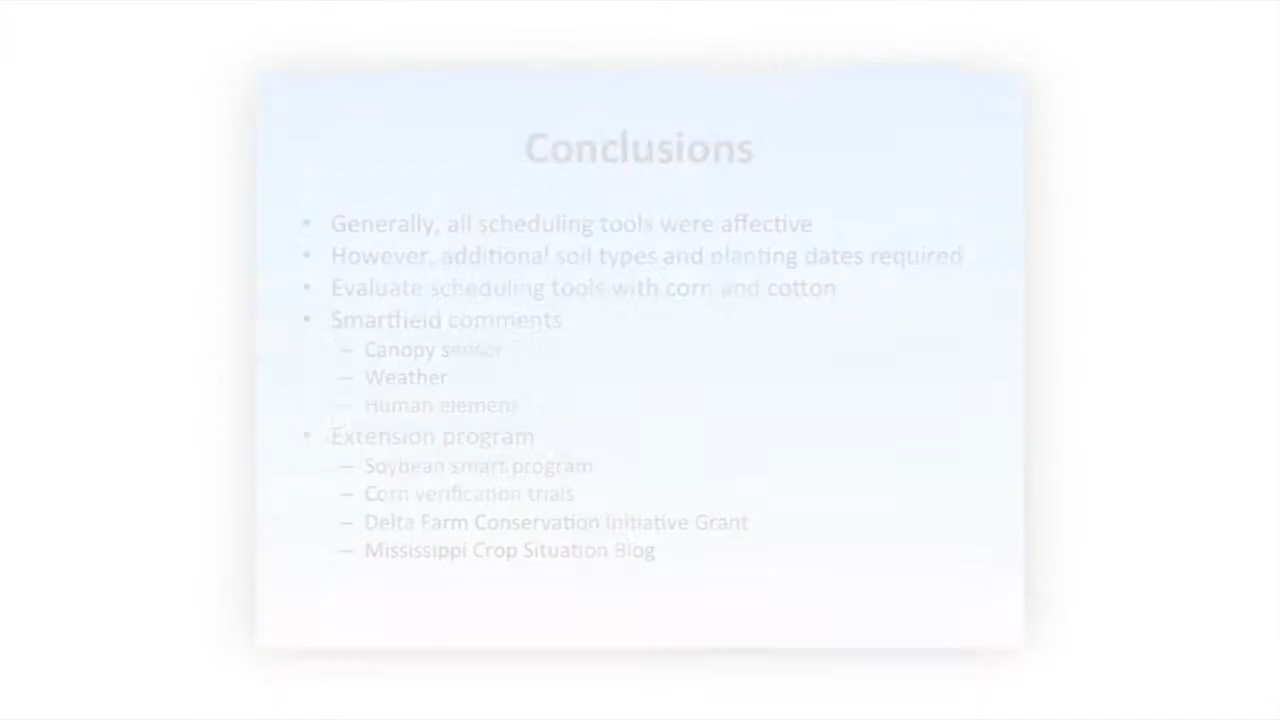 Conclusions
• Generally, all scheduling tools were affective
• However, additional soil types and planting dates required
• Evaluate scheduling tools with corn and cotton
• Smartfield comments
– Canopy sensor
– Weather
– Human element
• Extension program
– Soybean smart program
– Corn verification trials
– Delta Farm Conservation Initiative Grant
– Mississippi Crop Situation Blog